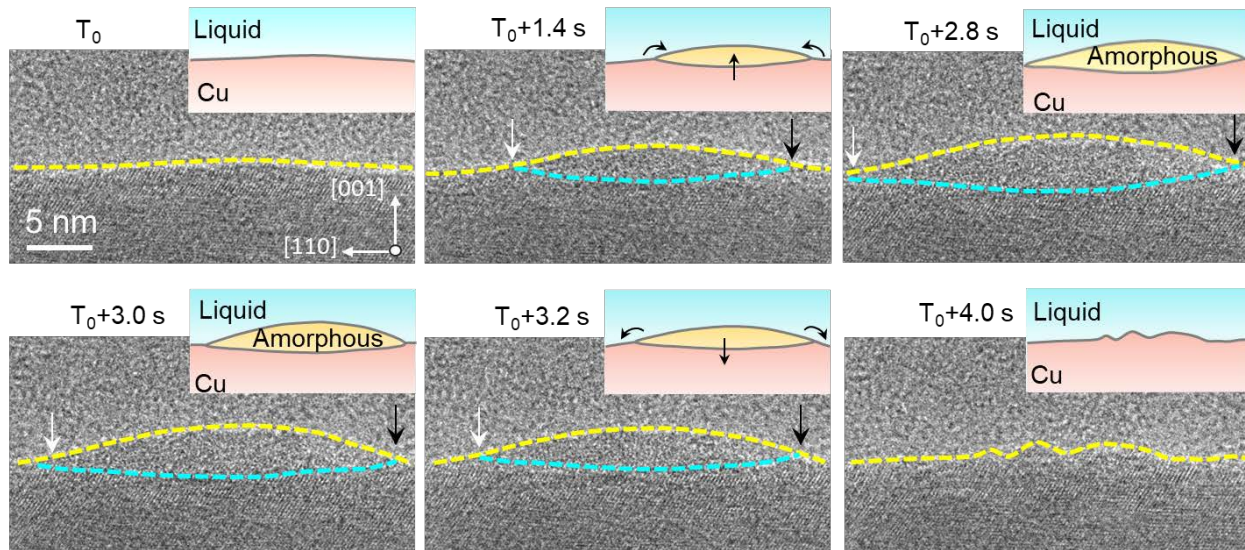 T₀
Liquid
Cu
[001]
5 nm
[110]
T₀+1.4 s
T₀+2.8 s
Liquid
Amorphous
Cu
T₀+3.0 s
Liquid
Amorphous
Cu
T₀+3.2 s
T₀+4.0 s
Liquid
Cu